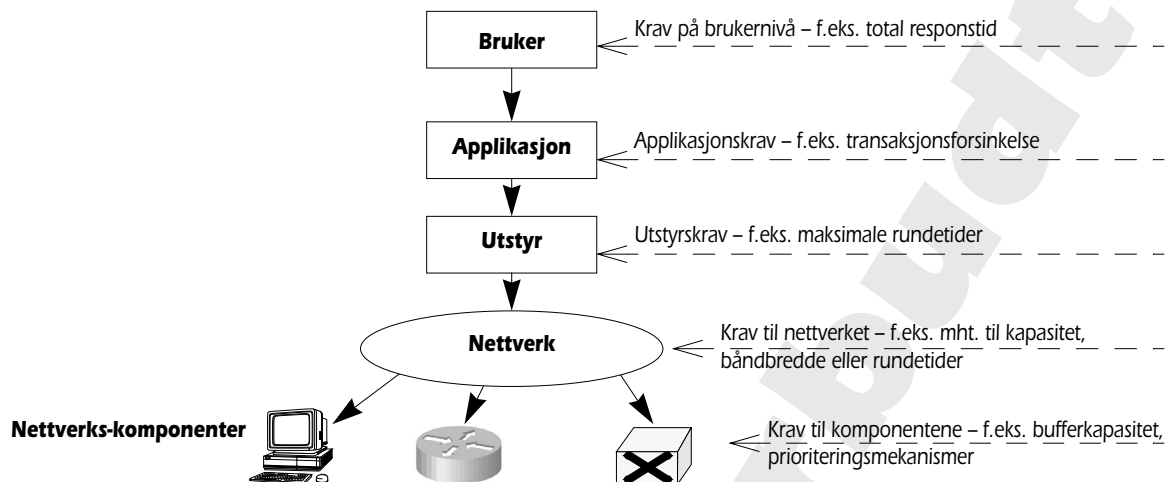 Krav på brukernivå – f.eks. total responstid
Bruker
Applikasjonskrav – f.eks. transaksjonsforsinkelse
Applikasjon
Utstyrskrav – f.eks. maksimale rundetider
Utstyr
Krav til nettverket – f.eks. mht. til kapasitet,
båndbredde eller rundetider
Nettverk
Nettverks-komponenter
Krav til komponentene – f.eks. bufferkapasitet,
prioriteringsmekanismer